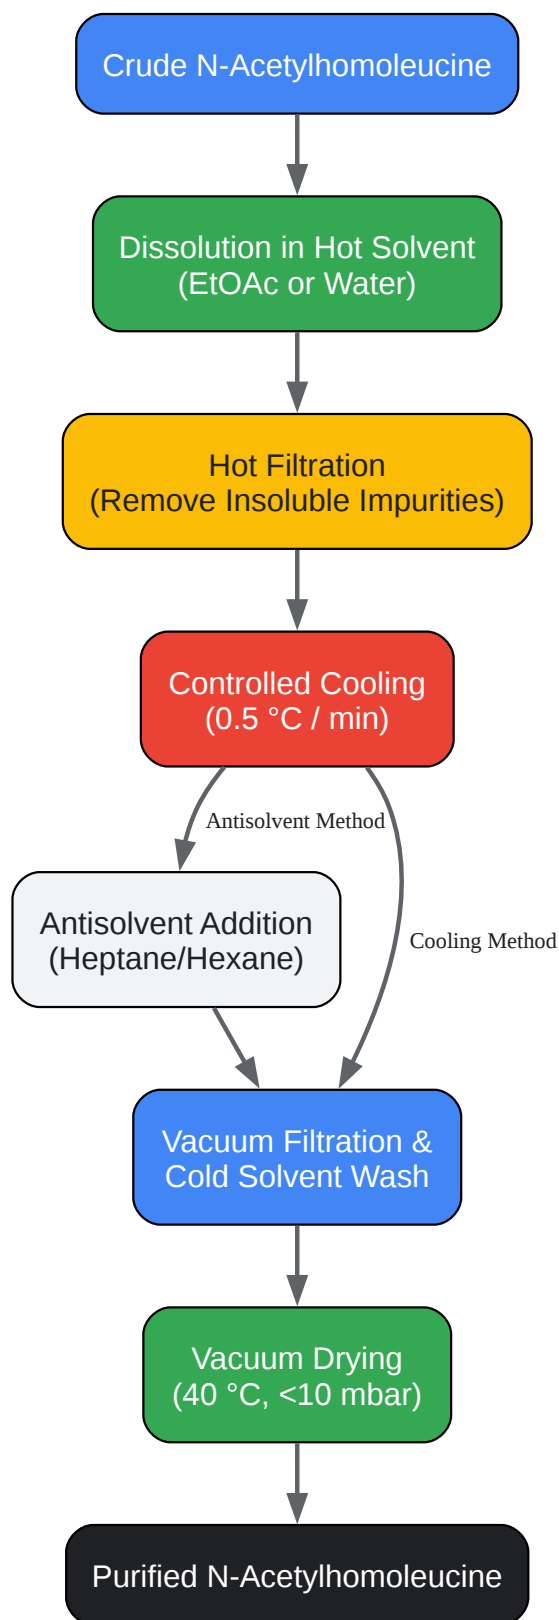 Crude N-Acetylhomoleucine
Dissolution in Hot Solvent
(EtOAc or Water)
Hot Filtration
(Remove Insoluble Impurities)
Controlled Cooling
(0.5 °C / min)
Antisolvent Method
Antisolvent Addition
(Heptane/Hexane)
Cooling Method
Vacuum Filtration &
Cold Solvent Wash
Vacuum Drying
(40 °C, <10 mbar)
Purified N-Acetylhomoleucine